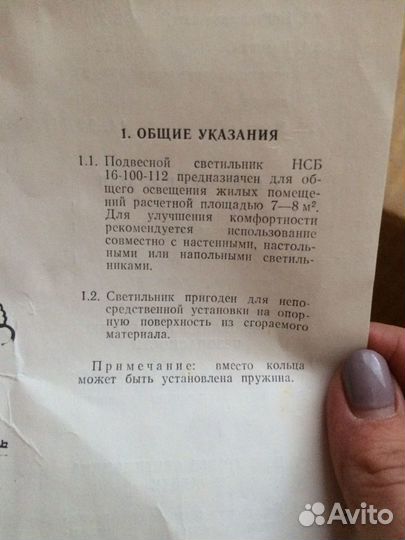 1. ОБЩИЕ УКАЗАНИЯ
1.1. Подвесной светильник НСБ
16-100-112 предназначен для об-
щего освещения жилых помеще-
ний расчетной площадью 7—8 м².
Для улучшения комфортности
рекомендуется использование
совместно с настенными, настоль-
ными или напольными светиль-
никами.
1.2. Светильник пригоден для непо-
средственной установки на опор-
ную поверхность из сгораемого
материала.
Примечание: вместо кольца
может быть установлена пружина.
Avito